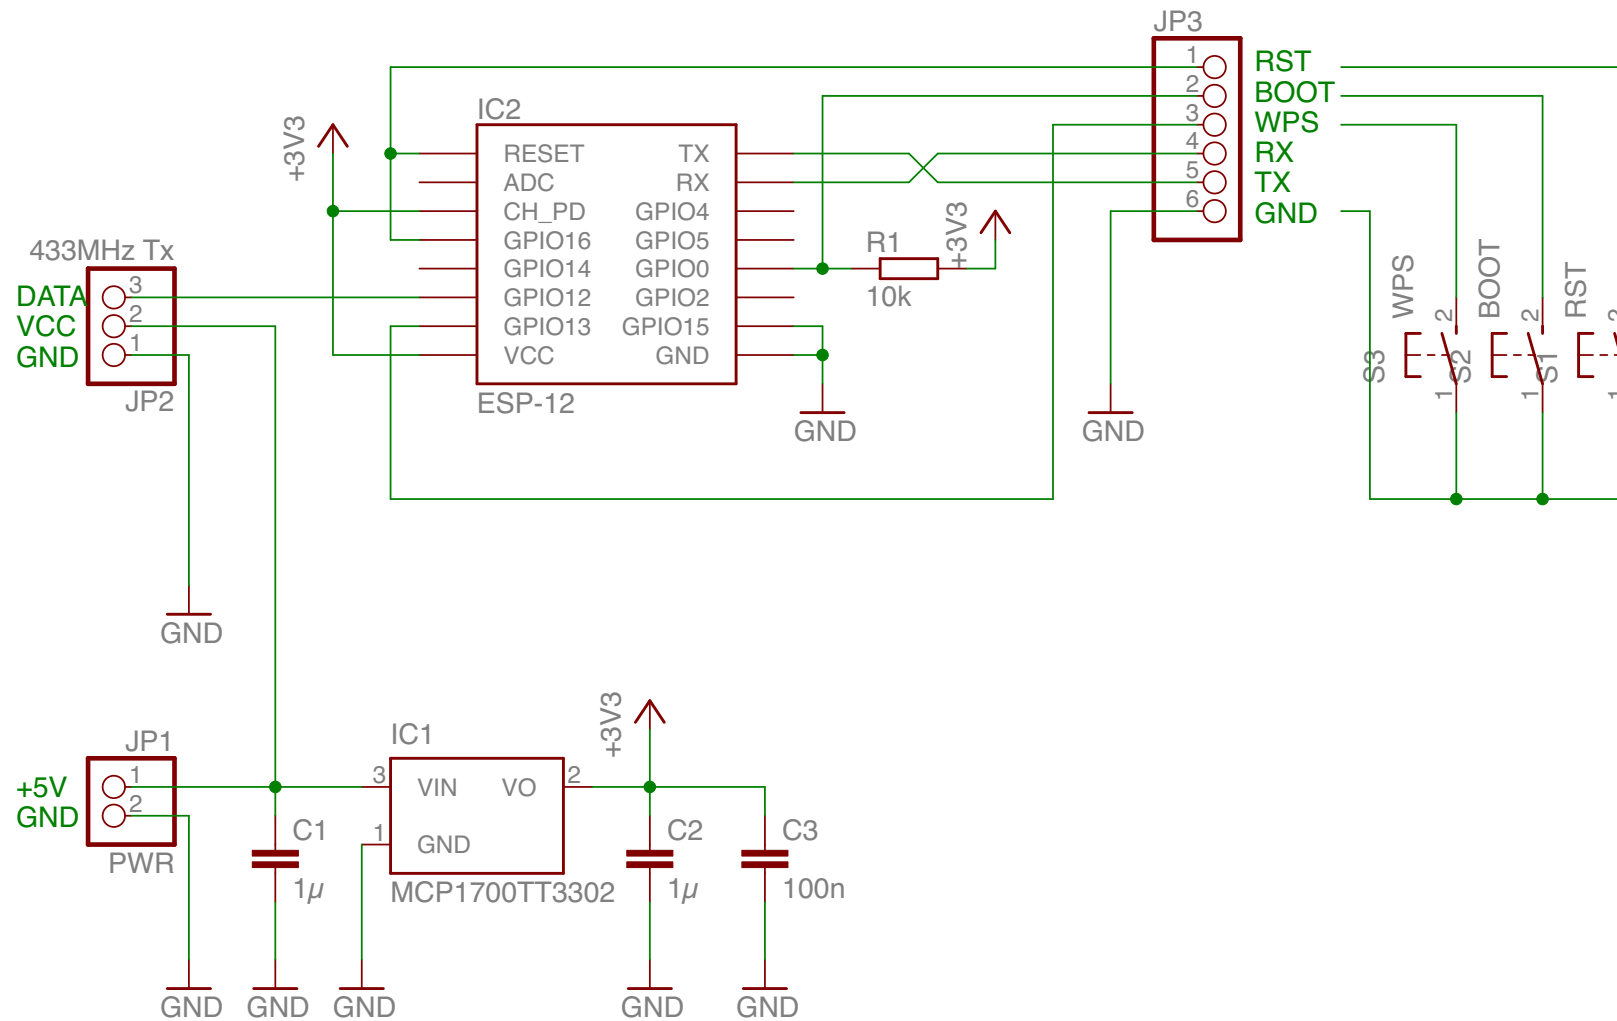 JP3
1
RST
2
BOOT
3
WPS
4
RX
5
TX
6
GND
IC2
+3V3
RESET
TX
ADC
RX
CH_PD
GPIO4
GPIO16
GPIO5
GPIO14
GPIO0
GPIO12
GPIO2
GPIO13
GPIO15
VCC
GND
ESP-12
R1
10k
+3V3
GND
GND
433MHz Tx
DATA
3
VCC
2
GND
1
JP2
GND
WPS
2
S3
1
BOOT
2
S2
1
RST
2
S1
1
JP1
+5V
1
GND
2
PWR
IC1
3
VIN
VO
2
1
GND
MCP1700TT3302
+3V3
C1
1µ
C2
1µ
C3
100n
GND
GND
GND
GND
GND